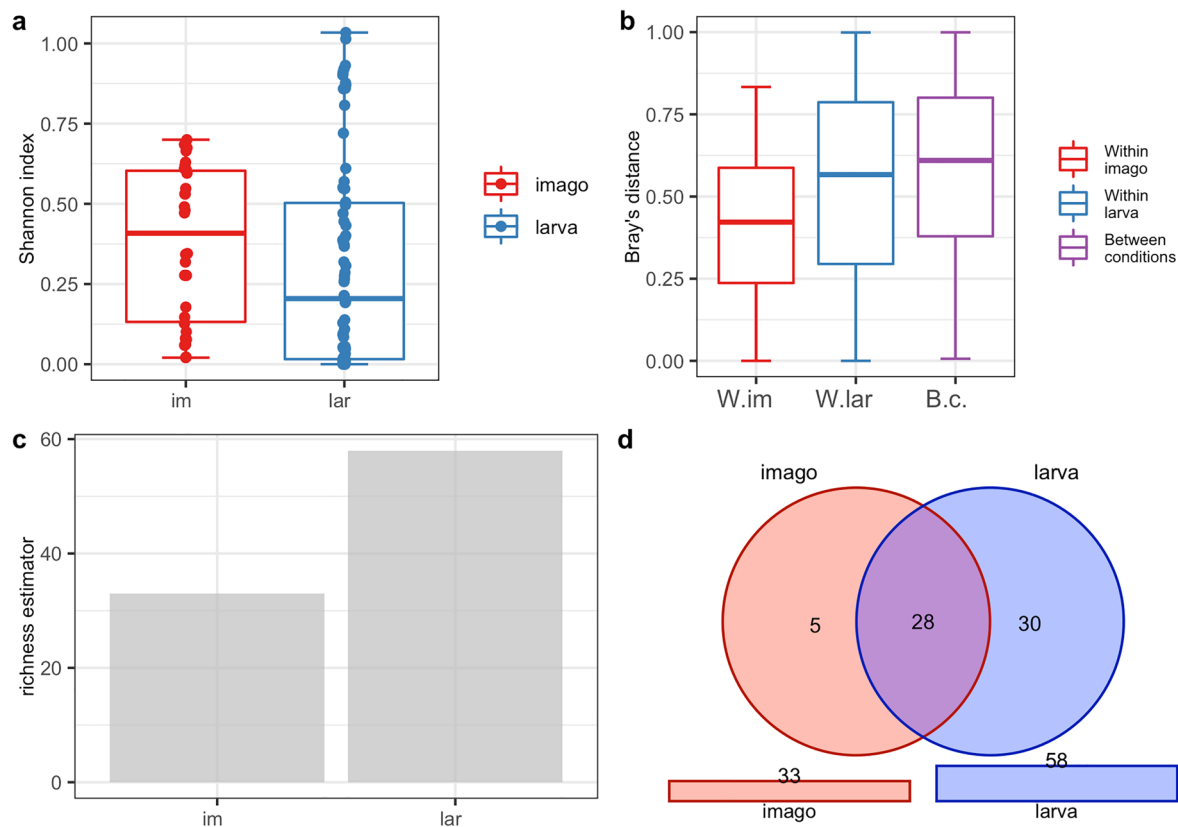 a
Shannon index
1.00
0.75
0.50
0.25
0.00
im
lar
imago
larva
b
Bray's distance
1.00
0.75
0.50
0.25
0.00
W.im
W.lar
B.c.
Within
imago
Within
larva
Between
conditions
c
richness estimator
60
40
20
0
im
lar
d
imago
larva
5
28
30
33
58
imago
larva